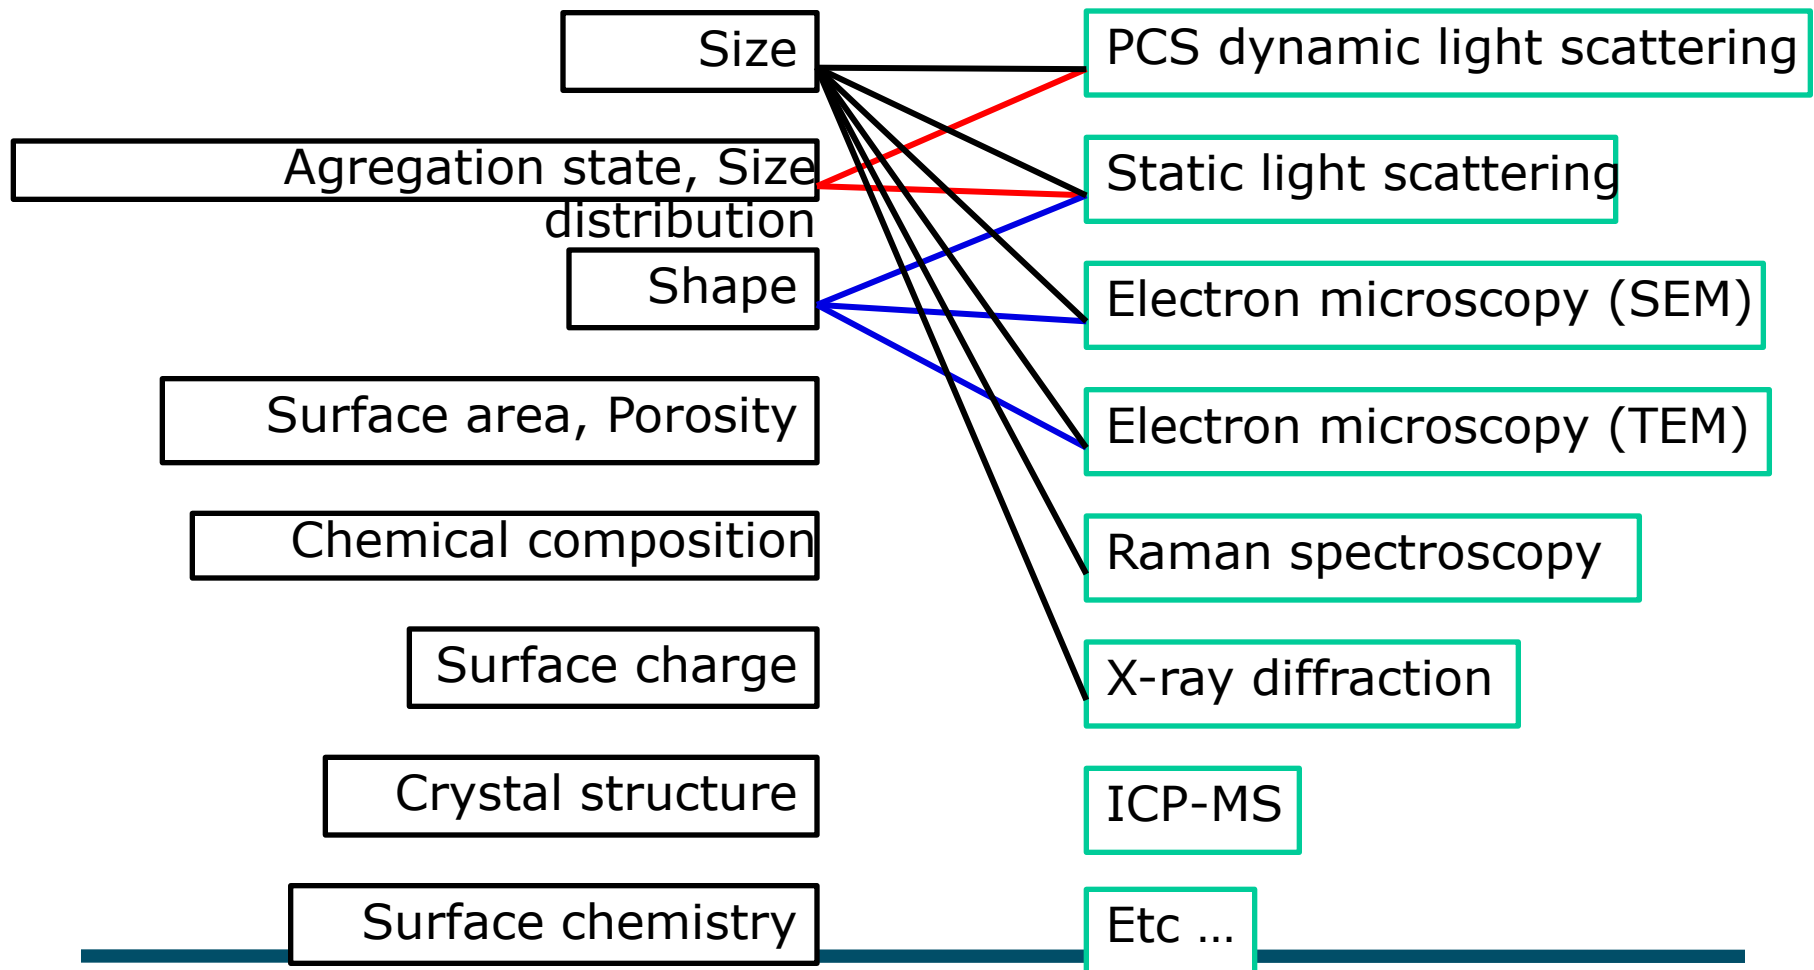 Size
Agregation state, Size
distribution
Shape
Surface area, Porosity
Chemical composition
Surface charge
Crystal structure
Surface chemistry
PCS dynamic light scattering
Static light scattering
Electron microscopy (SEM)
Electron microscopy (TEM)
Raman spectroscopy
X-ray diffraction
ICP-MS
Etc …